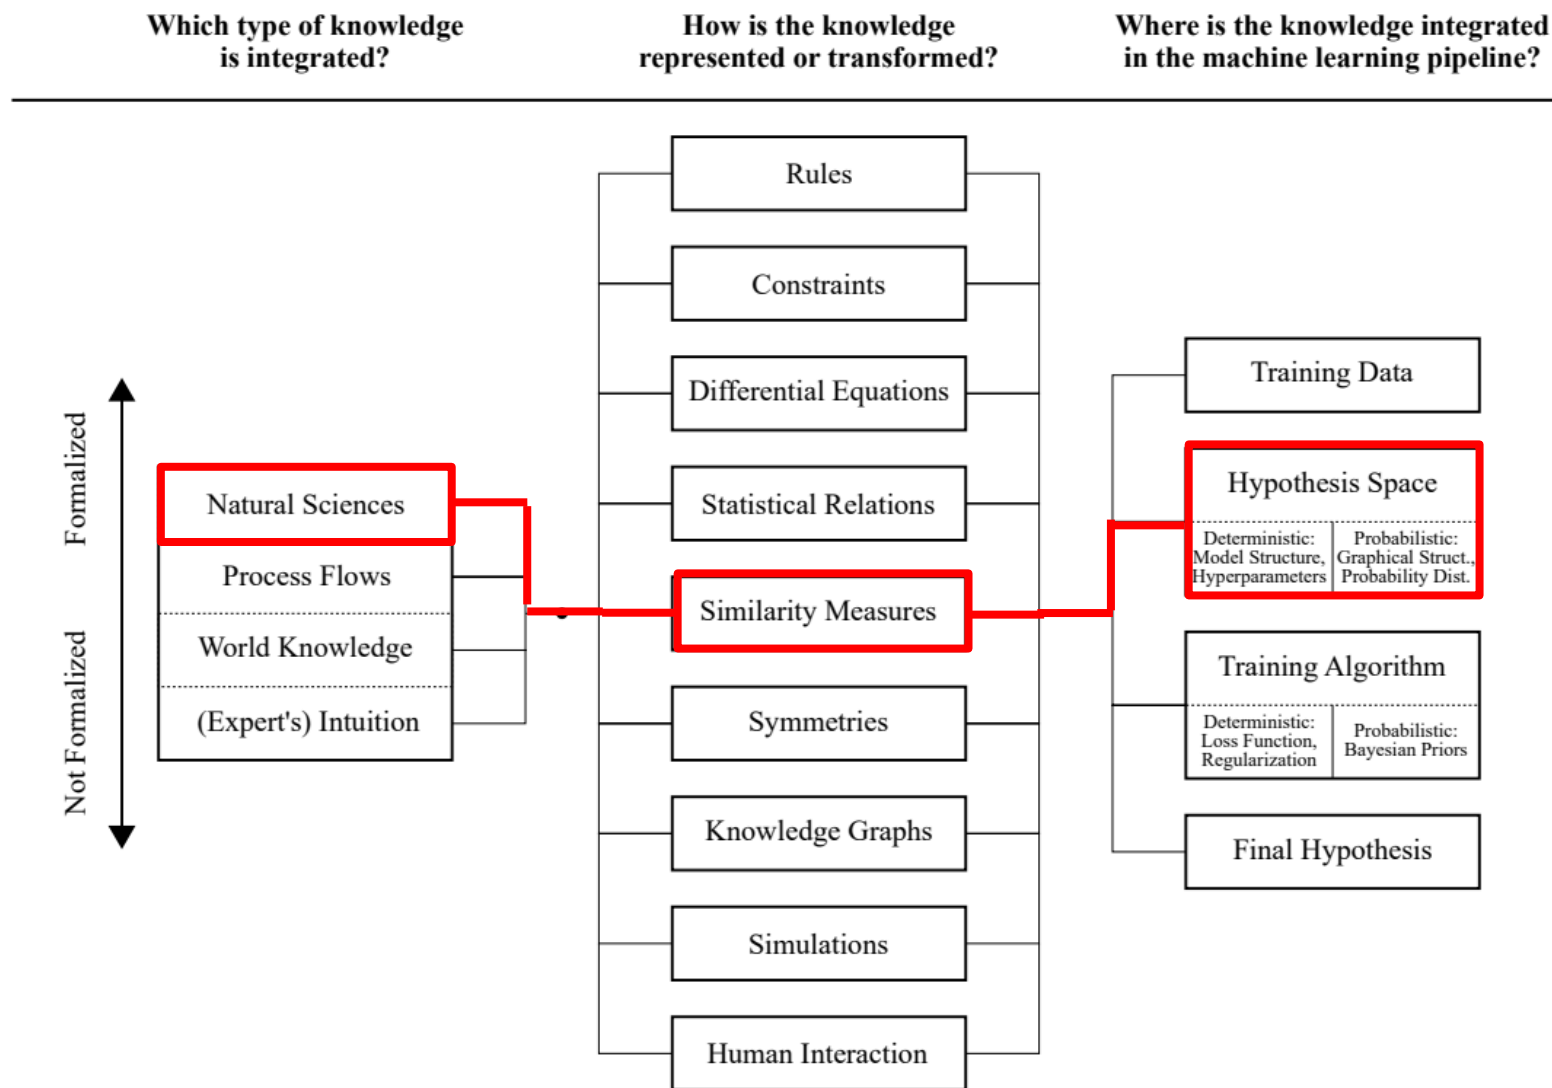 Which type of knowledge
is integrated?
How is the knowledge
represented or transformed?
Where is the knowledge integrated
in the machine learning pipeline?
Formalized
Not Formalized
Natural Sciences
Process Flows
World Knowledge
(Expert's) Intuition
Rules
Constraints
Differential Equations
Statistical Relations
Similarity Measures
Symmetries
Knowledge Graphs
Simulations
Human Interaction
Training Data
Hypothesis Space
Deterministic:
Model Structure,
Hyperparameters
Probabilistic:
Graphical Struct.,
Probability Dist.
Training Algorithm
Deterministic:
Loss Function,
Regularization
Probabilistic:
Bayesian Priors
Final Hypothesis